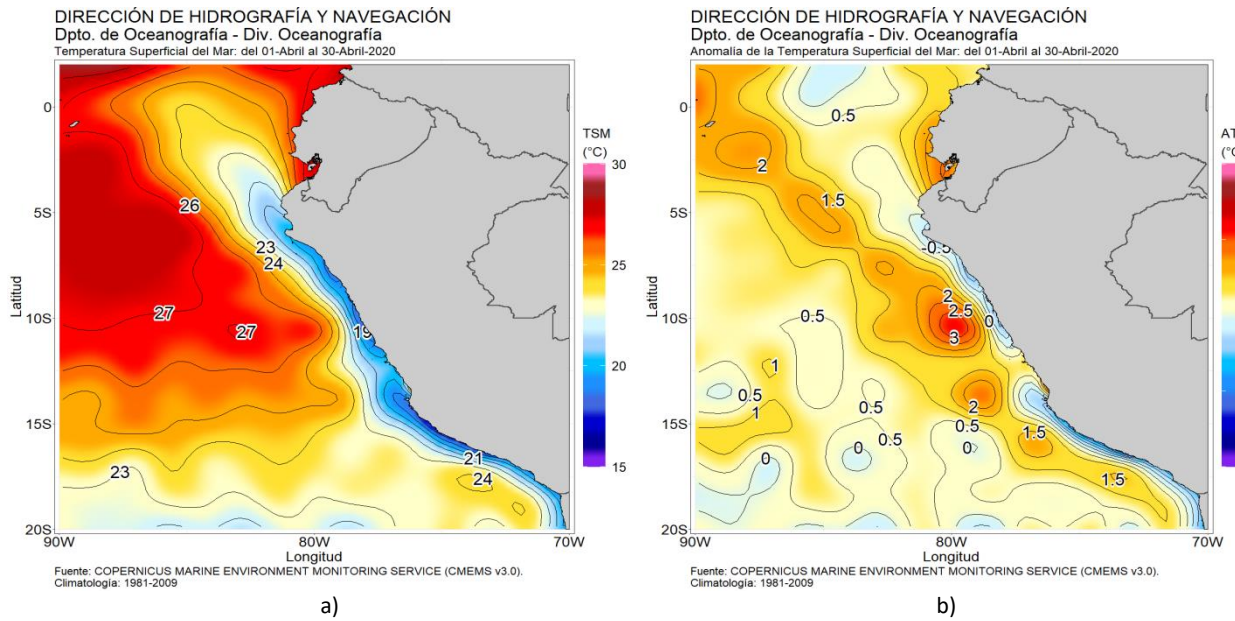 DIRECCIÓN DE HIDROGRAFÍA Y NAVEGACIÓN
Dpto. de Oceanografía - Div. Oceanografía
Temperatura Superficial del Mar: del 01-Abril al 30-Abril-2020
TSM
(°C)
30
25
20
15
0
5S
10S
15S
20S
Latitud
26
23
24
27
27
19
21
24
23
90W
80W
70W
Longitud
Fuente: COPERNICUS MARINE ENVIRONMENT MONITORING SERVICE (CMEMS v3.0).
Climatología: 1981-2009
a)
DIRECCIÓN DE HIDROGRAFÍA Y NAVEGACIÓN
Dpto. de Oceanografía - Div. Oceanografía
Anomalía de la Temperatura Superficial del Mar: del 01-Abril al 30-Abril-2020
AT
(°C
0
5S
10S
15S
20S
Latitud
0.5
2
1.5
-0.5
2
2.5
0
3
0.5
1
0.5
1
0.5
2
0.5
0.5
0
0
1.5
0
1.5
90W
80W
70W
Longitud
Fuente: COPERNICUS MARINE ENVIRONMENT MONITORING SERVICE (CMEMS v3.0).
Climatología: 1981-2009
b)